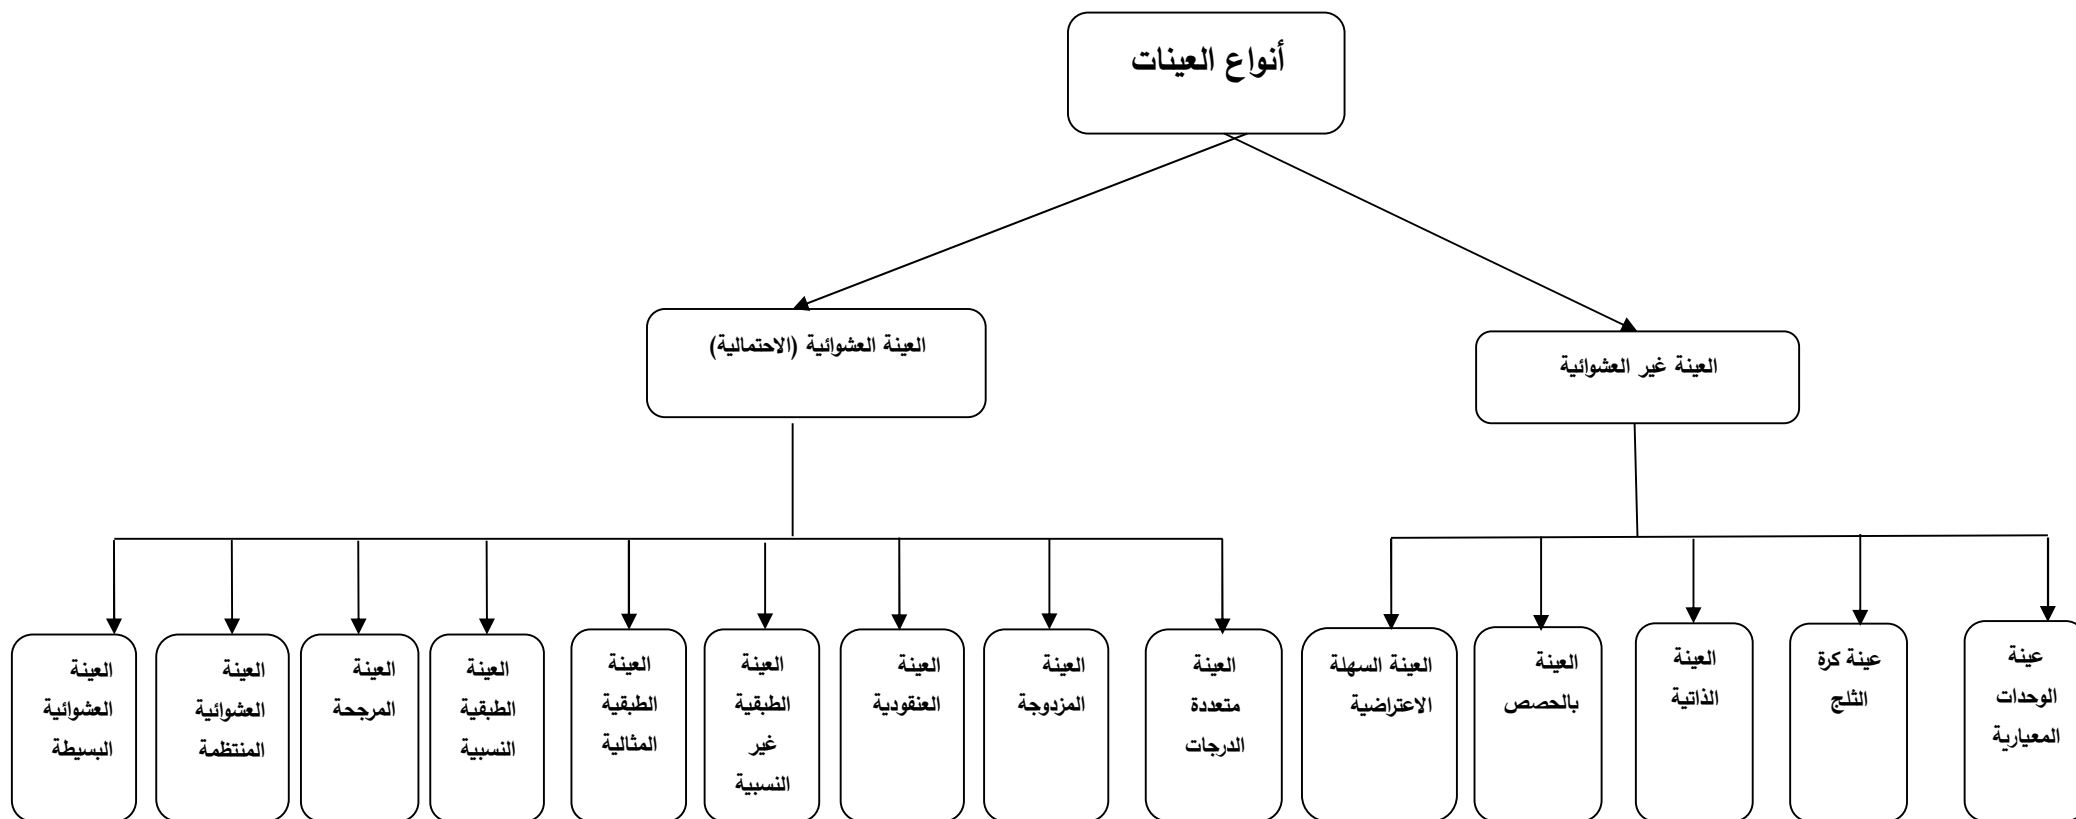 أنواع العينات
العينة غير العشوائية
العينة العشوائية (الاحتمالية)
عينة
الوحدات
المعيارية
عينة كرة
الثلج
العينة
الذاتية
العينة
بالحصص
العينة السهلة
الاعتراضية
العينة
متعددة
الدرجات
العينة
المزدوجة
العينة
العنقودية
العينة
الطبقية
غير
النسبية
العينة
الطبقية
المثالية
العينة
الطبقية
النسبية
العينة
المرجحة
العينة
العشوائية
المنتظمة
العينة
العشوائية
البسيطة